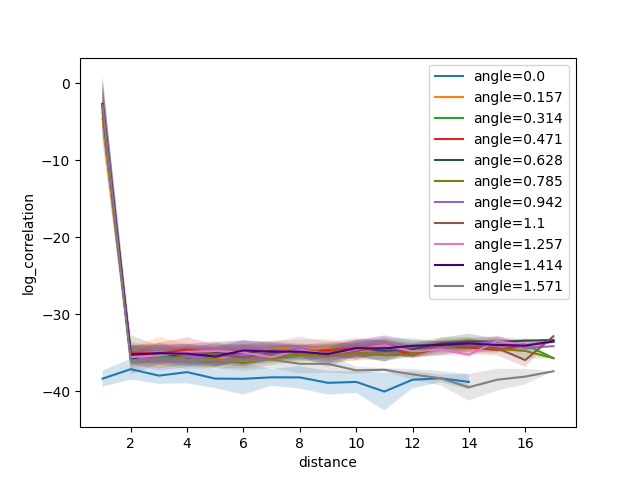 0
−10
−20
−30
−40
log_correlation
2 4 6 8 10 12 14 16
distance
angle=0.0
angle=0.157
angle=0.314
angle=0.471
angle=0.628
angle=0.785
angle=0.942
angle=1.1
angle=1.257
angle=1.414
angle=1.571